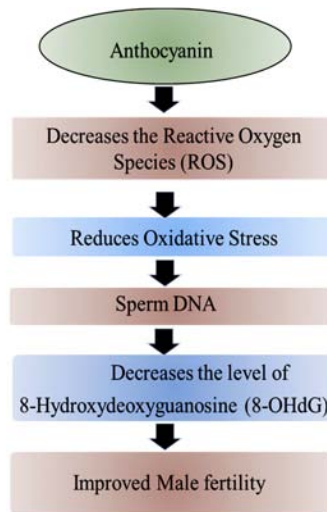 Anthocyanin
Decreases the Reactive Oxygen
Species (ROS)
Reduces Oxidative Stress
Sperm DNA
Decreases the level of
8-Hydroxydeoxyguanosine (8-OHdG)
Improved Male fertility